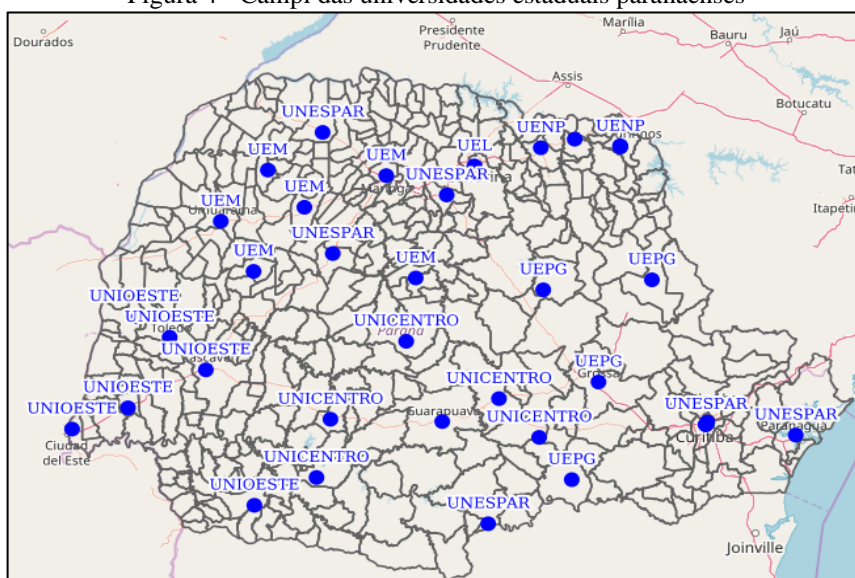 Figura 4 - Campi das universidades estaduais paranaenses
Dourados
Presidente
Prudente
Marília
Bauru
Jaú
Assis
Botucatu
UNESPAR
UEM
UEM
UEL
UENP
UENP
UNESPAR
UEM
UEM
Itapetin
UNESPAR
UEM
UEM
UEPG
UEPG
UNIOESTE
UNIOESTE
Toledo
UNICENTRO
Paraná
UNIOESTE
UEPG
UNIOESTE
UNICENTRO
UNIOESTE
UNICENTRO
Guarapuava
UNICENTRO
UNESPAR
Curitiba
UNESPAR
Paranaguá
Ciudad
del Este
UNICENTRO
UNIOESTE
UEPG
UNESPAR
Joinville